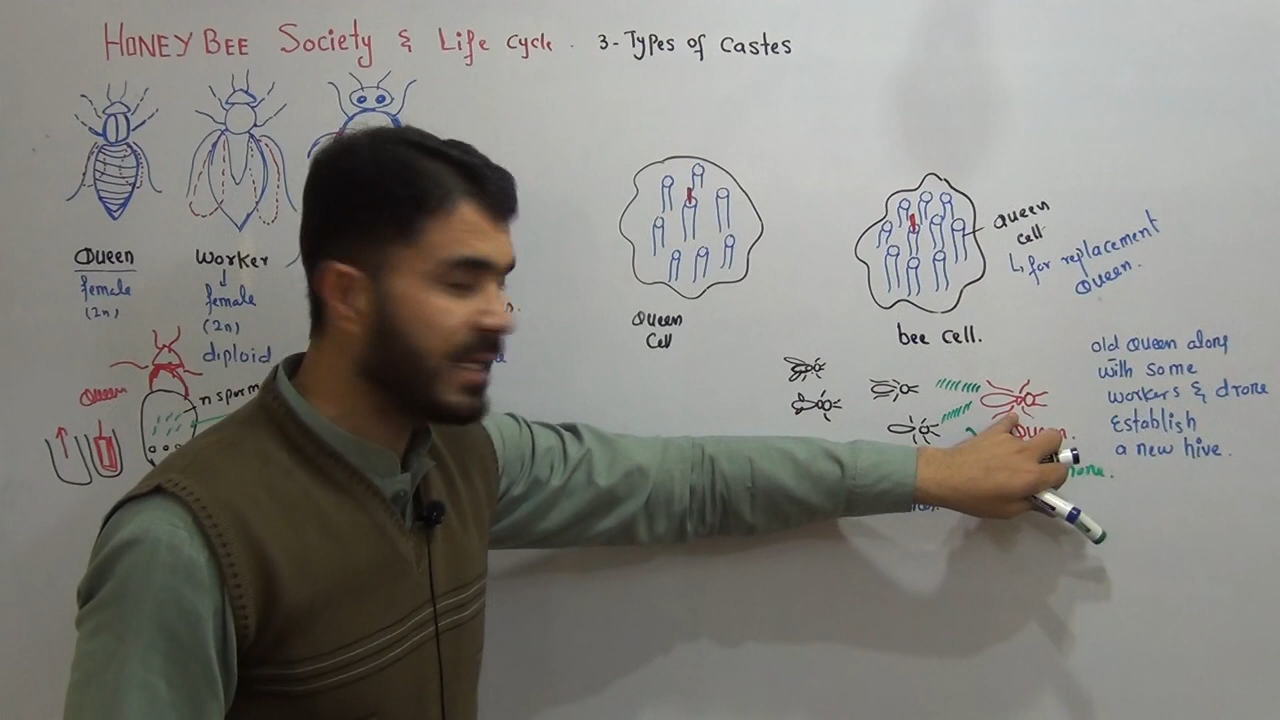 HONEY BEE Society & Life cycle. 3-Types of Castes
Queen
female
(2n)
Worker
female
(2n)
diploid
Queen
n sperm
Queen
Cell
bee cell.
Queen
cell
for replacement
Queen.
old Queen along
with some
workers & drone
Establish
a new hive.
Queen.